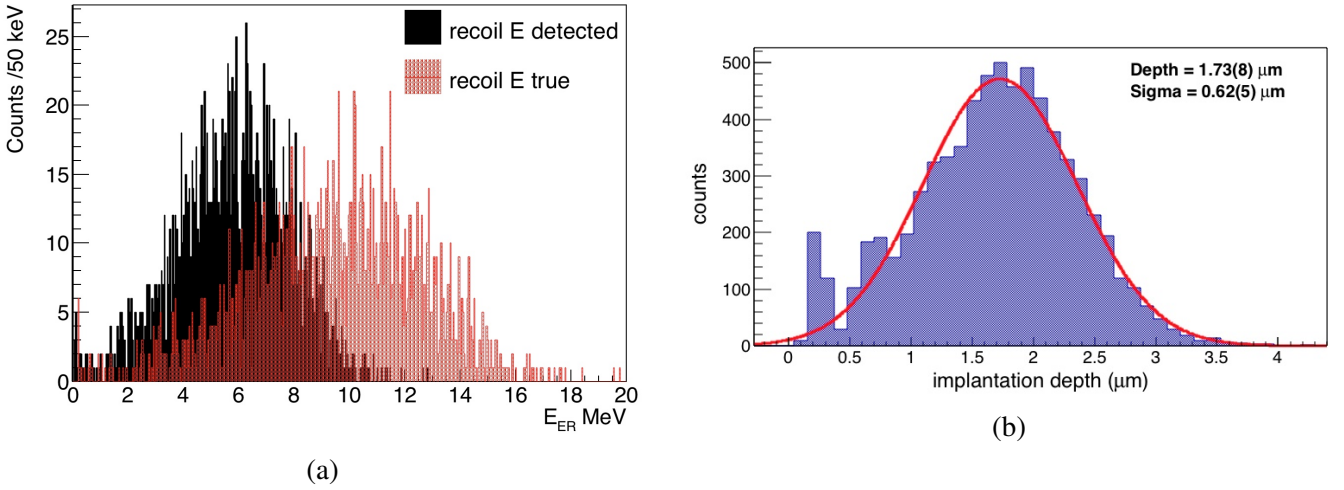 Counts /50 keV
25
20
15
10
5
0
recoil E detected
recoil E true
0 2 4 6 8 10 12 14 16 18 20
E_ER MeV
(a)
counts
500
400
300
200
100
0
Depth = 1.73(8) μm
Sigma = 0.62(5) μm
0 0.5 1 1.5 2 2.5 3 3.5 4
implantation depth (μm)
(b)